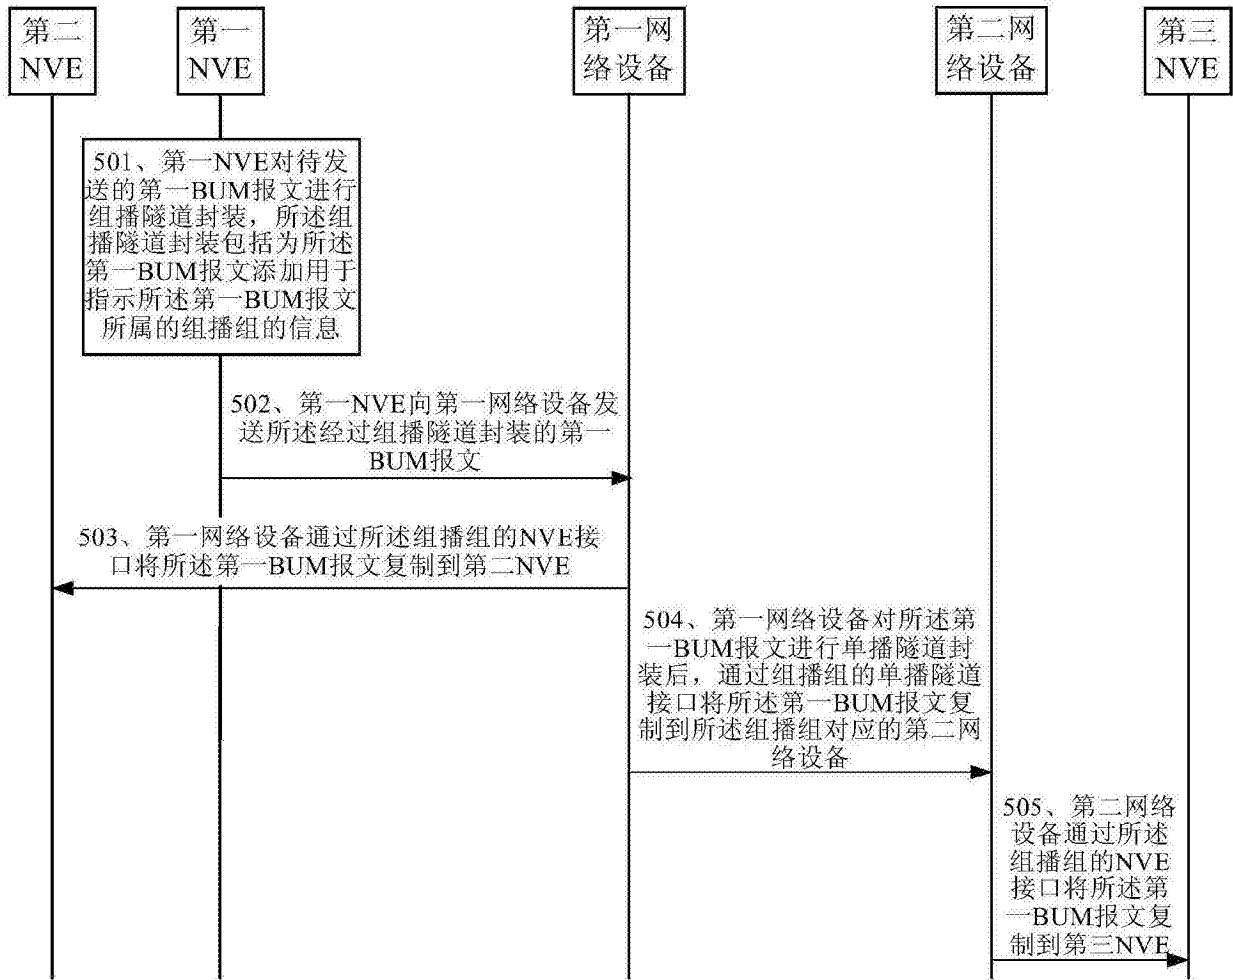 第二
NVE
第一
NVE
第一网
络设备
第二网
络设备
第三
NVE
501、第一NVE对待发
送的第一BUM报文进行
组播隧道封装，所述组
播隧道封装包括为所述
第一BUM报文添加用于
指示所述第一BUM报文
所属的组播组的信息
502、第一NVE向第一网络设备发
送所述经过组播隧道封装的第一
BUM报文
503、第一网络设备通过所述组播组的NVE接
口将所述第一BUM报文复制到第二NVE
504、第一网络设备对所述第
一BUM报文进行单播隧道封
装后，通过组播组的单播隧道
接口将所述第一BUM报文复
制到所述组播组对应的第二网
络设备
505、第二网络
设备通过所述
组播组的NVE
接口将所述第
一BUM报文复
制到第三NVE